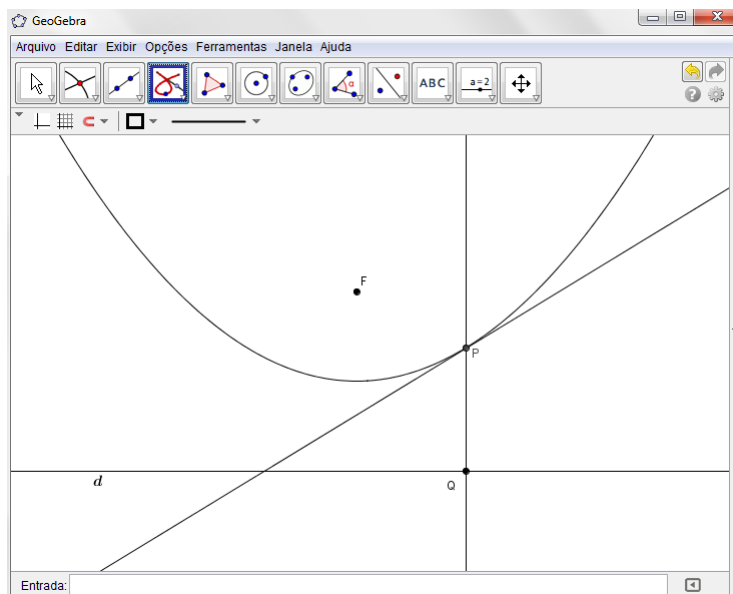 GeoGebra
Arquivo Editar Exibir Opções Ferramentas Janela Ajuda
ABC
a=2
α
F
P
d
Q
Entrada: